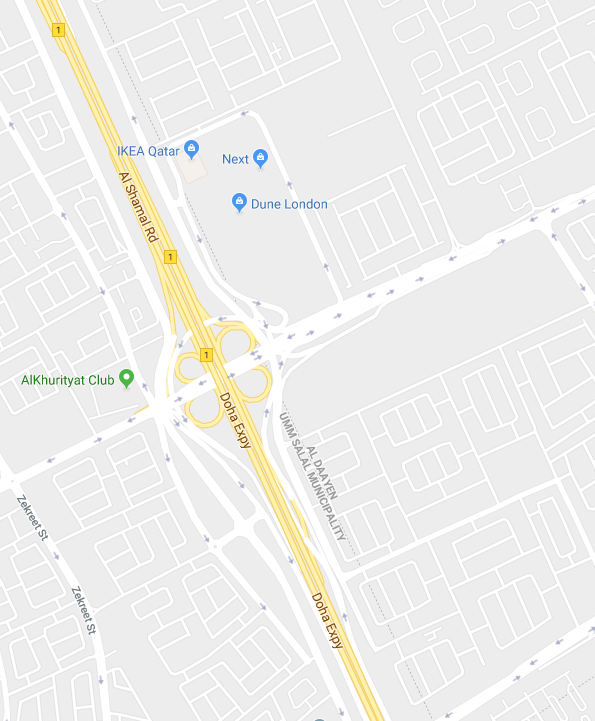 1
IKEA Qatar
Next
Al Shamal Rd
Dune London
1
1
AlKhurityat Club
Doha Expy
AL DAAYEN
UMM SALAL MUNICIPALITY
Zekreet St
Zekreet St
Doha Expy